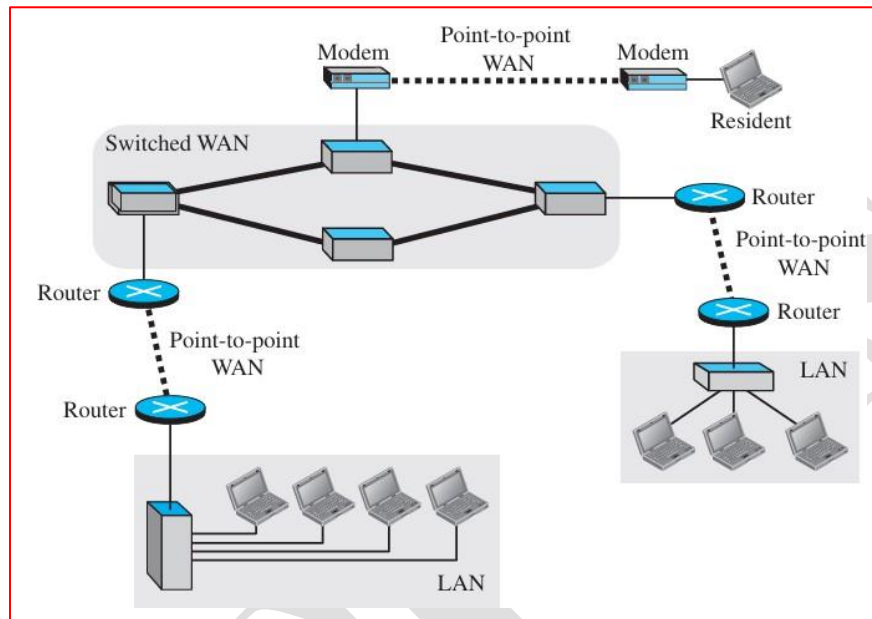 Point-to-point
WAN
Modem
Modem
Resident
Switched WAN
Router
Point-to-point
WAN
Router
Router
Point-to-point
WAN
Router
LAN
LAN